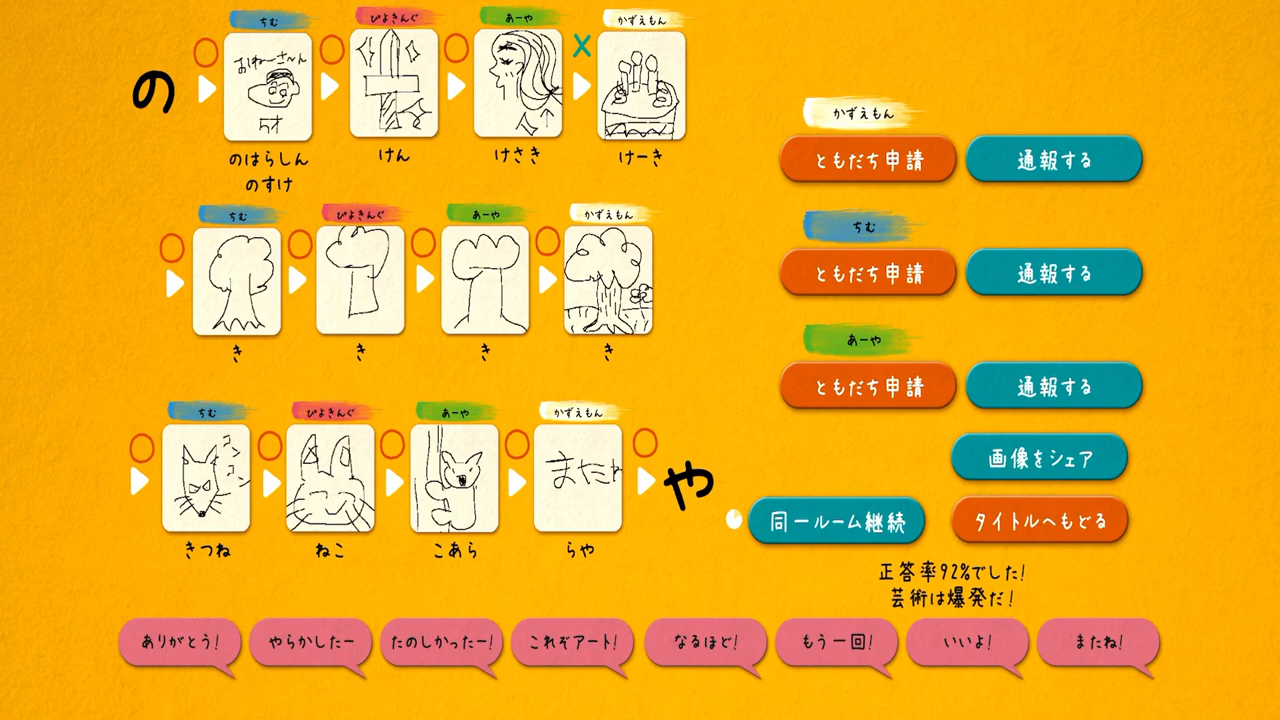 の
ちむ
ぴよきんぐ
あーや
かずえもん
おねーさ〜ん
5才
のはらしん
のすけ
けん
けさき
けーき
ちむ
ぴよきんぐ
あーや
かずえもん
き
き
き
き
ちむ
ぴよきんぐ
あーや
かずえもん
コンコン
また
きつね
ねこ
こあら
らや
や
かずえもん
ともだち申請
通報する
ちむ
ともだち申請
通報する
あーや
ともだち申請
通報する
画像をシェア
同一ルーム継続
タイトルへもどる
正答率92%でした!
芸術は爆発だ!
ありがとう!
やらかしたー
たのしかったー!
これぞアート!
なるほど!
もう一回!
いいよ!
またね!